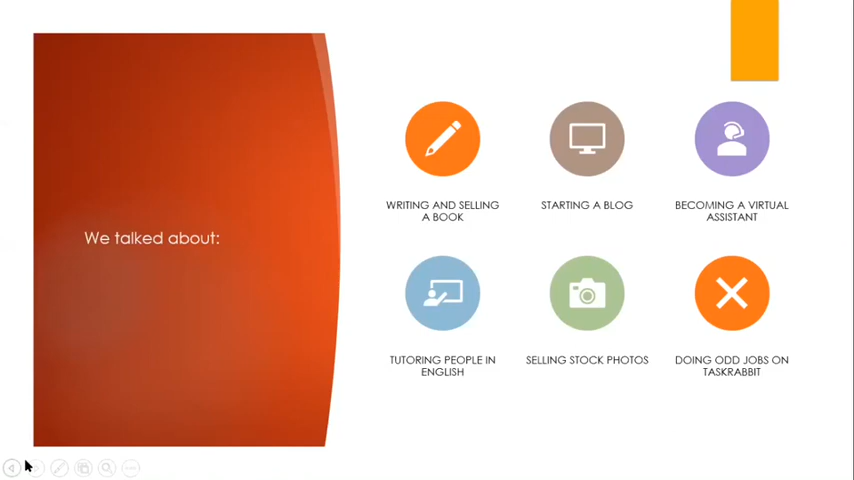 We talked about:
WRITING AND SELLING
A BOOK
STARTING A BLOG
BECOMING A VIRTUAL
ASSISTANT
TUTORING PEOPLE IN
ENGLISH
SELLING STOCK PHOTOS
DOING ODD JOBS ON
TASKRABBIT